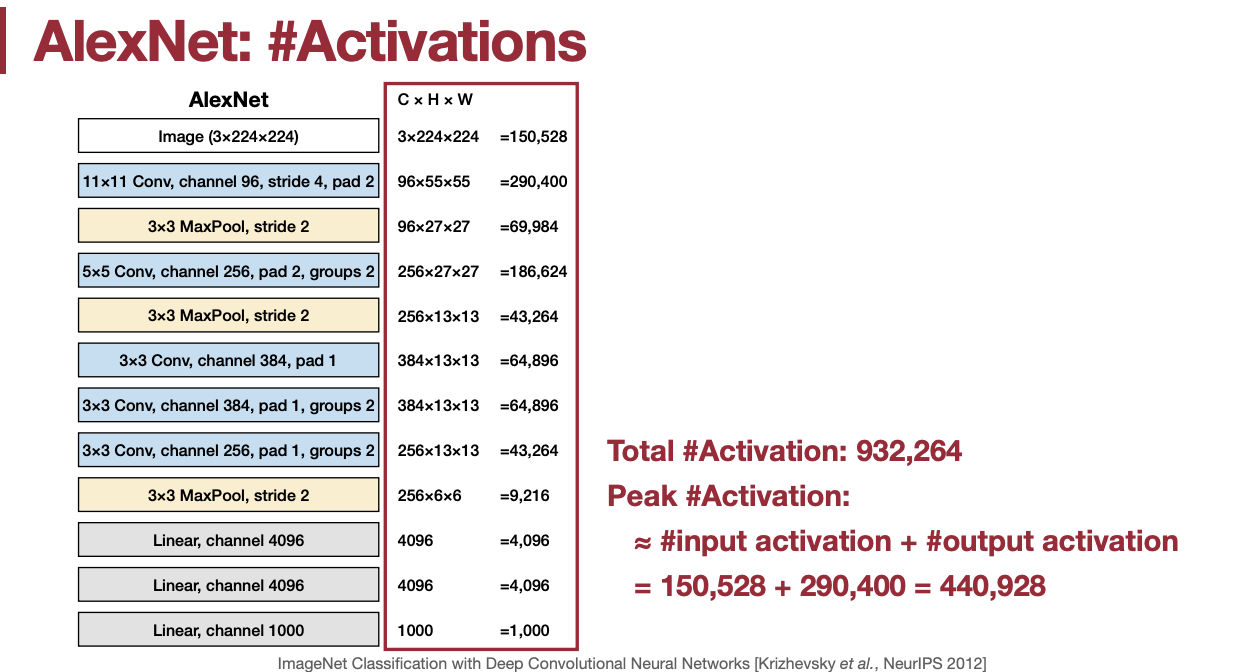 AlexNet: #Activations
AlexNet C × H × W
Image (3×224×224) 3×224×224 =150,528
11×11 Conv, channel 96, stride 4, pad 2 96×55×55 =290,400
3×3 MaxPool, stride 2 96×27×27 =69,984
5×5 Conv, channel 256, pad 2, groups 2 256×27×27 =186,624
3×3 MaxPool, stride 2 256×13×13 =43,264
3×3 Conv, channel 384, pad 1 384×13×13 =64,896
3×3 Conv, channel 384, pad 1, groups 2 384×13×13 =64,896
3×3 Conv, channel 256, pad 1, groups 2 256×13×13 =43,264
3×3 MaxPool, stride 2 256×6×6 =9,216
Linear, channel 4096 4096 =4,096
Linear, channel 4096 4096 =4,096
Linear, channel 1000 1000 =1,000
Total #Activation: 932,264
Peak #Activation:
≈ #input activation + #output activation
= 150,528 + 290,400 = 440,928
ImageNet Classification with Deep Convolutional Neural Networks [Krizhevsky et al., NeurIPS 2012]